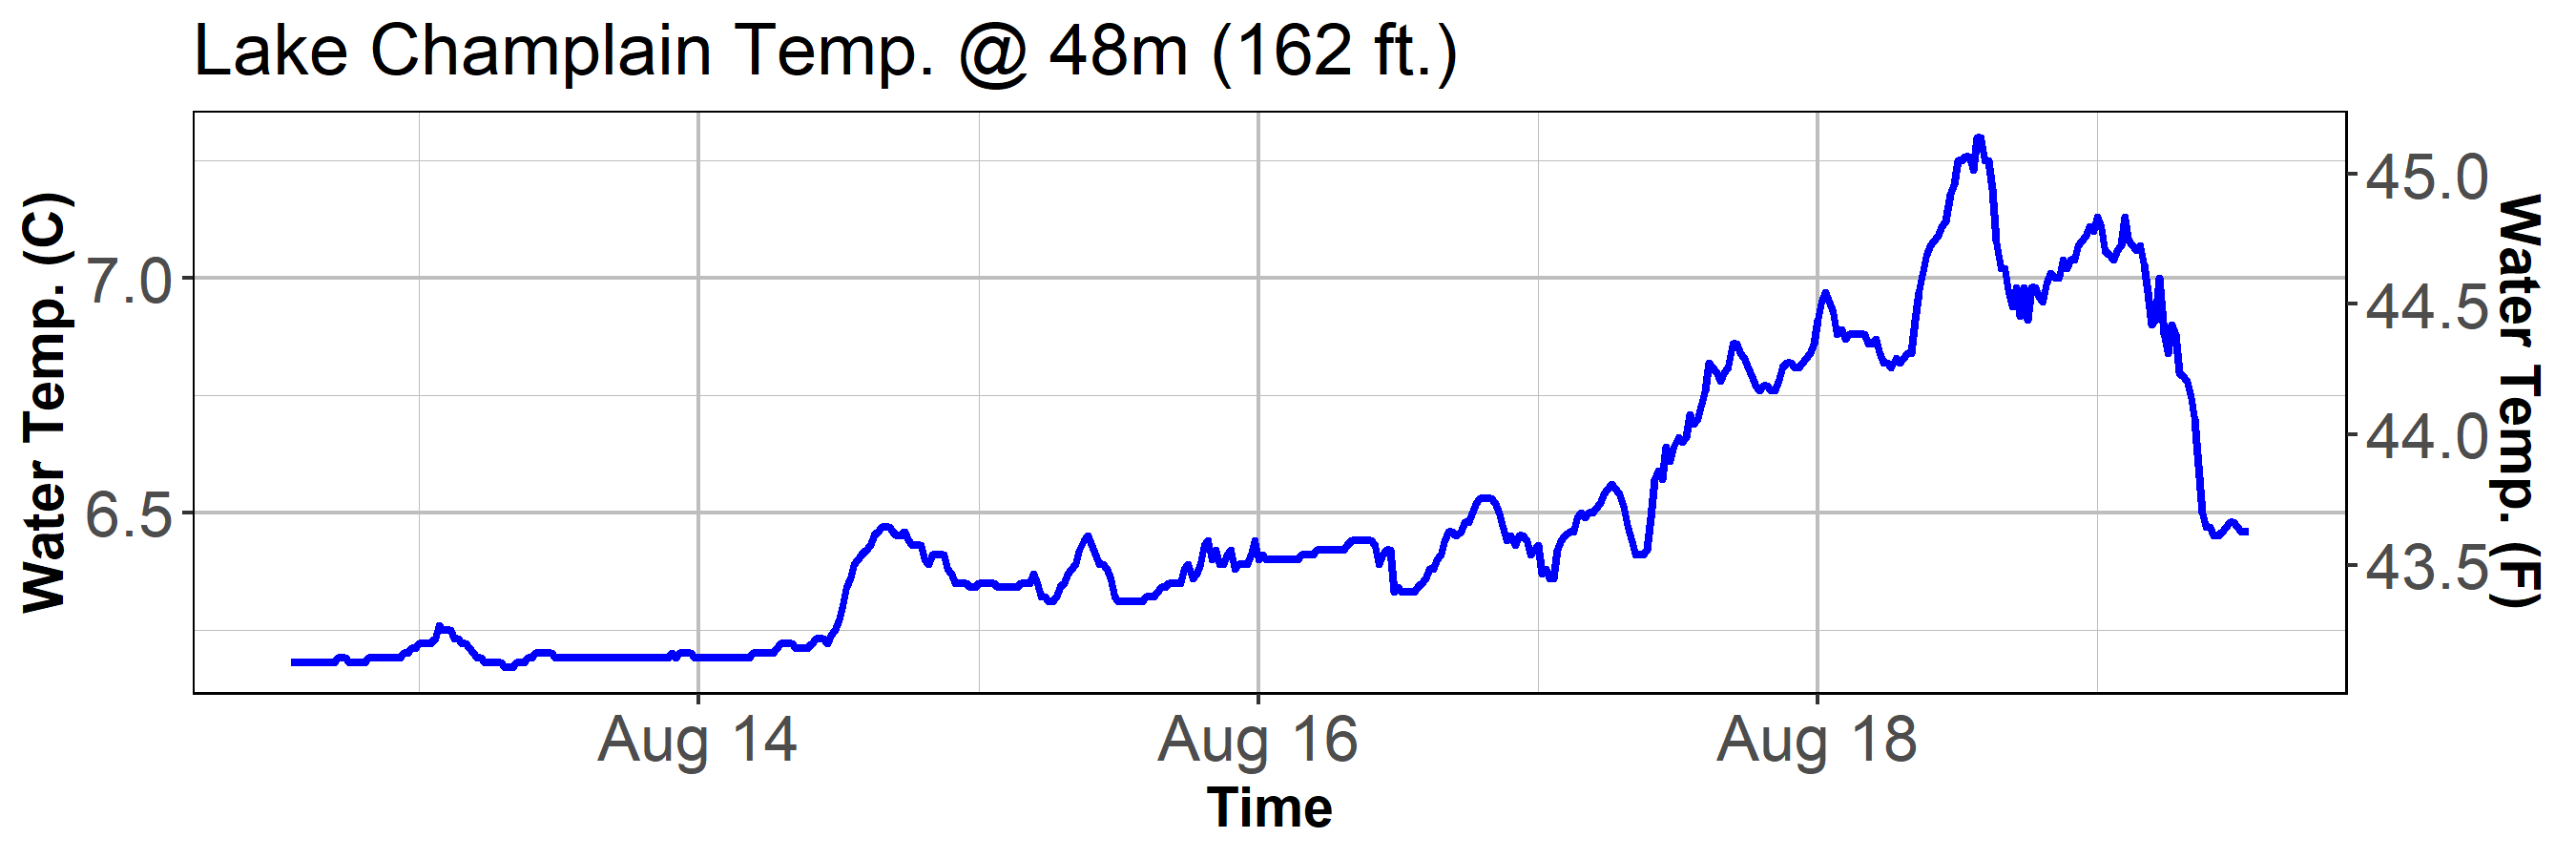 Lake Champlain Temp. @ 48m (162 ft.)
Water Temp. (C)
7.0
6.5
45.0
44.5
44.0
43.5
Water Temp. (F)
Aug 14
Aug 16
Aug 18
Time